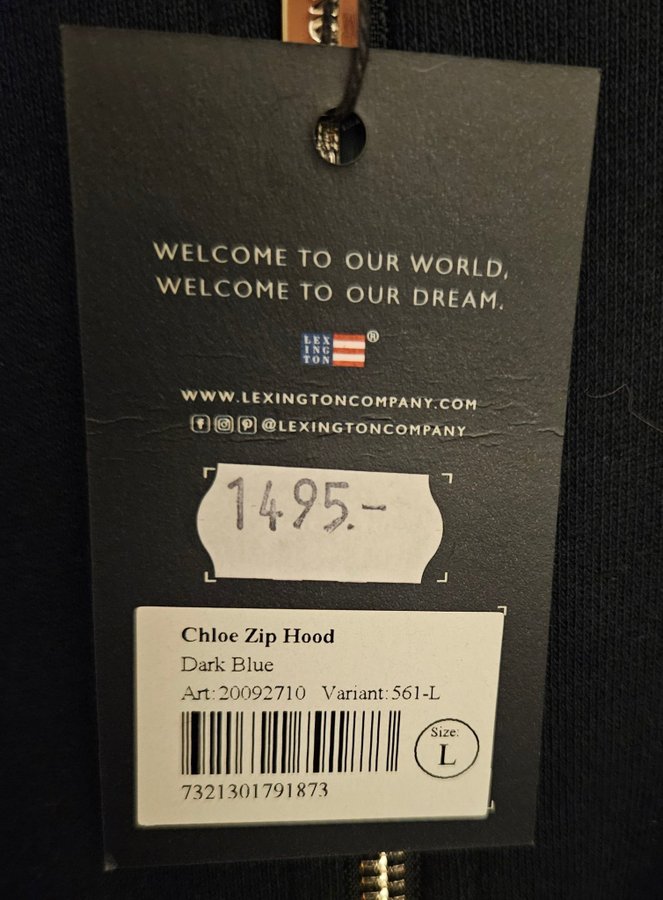 WELCOME TO OUR WORLD,
WELCOME TO OUR DREAM.
LEX
ING
TON
®
WWW.LEXINGTONCOMPANY.COM
@LEXINGTONCOMPANY
1495.-
Chloe Zip Hood
Dark Blue
Art:20092710 Variant:561-L
Size:
L
7321301791873